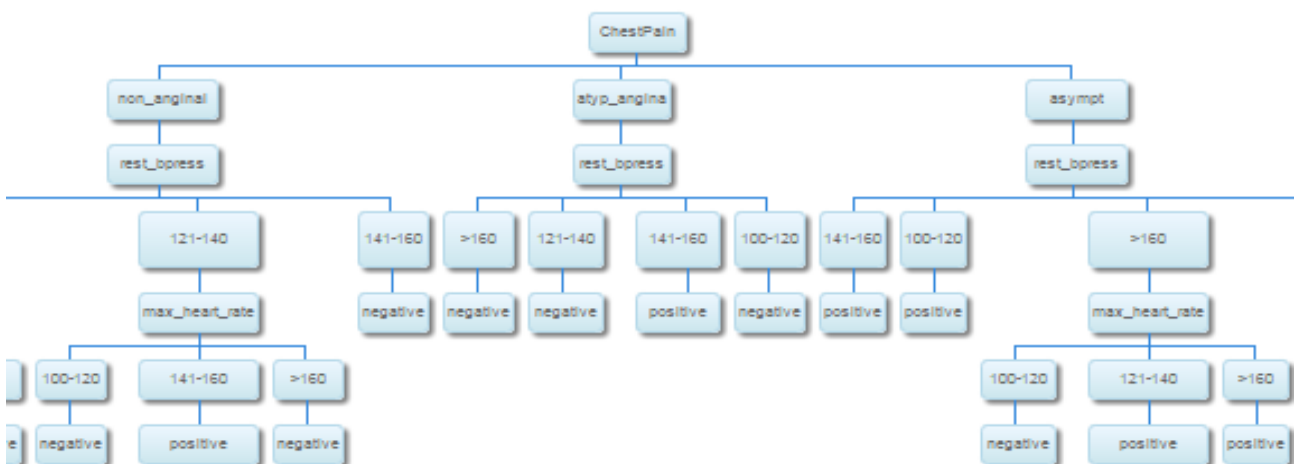 ChestPain
non_anginal atyp_angina asympt
rest_bpress rest_bpress rest_bpress
121-140 141-160 >160 121-140 141-160 100-120 141-160 100-120 >160
max_heart_rate negative negative negative positive negative positive positive max_heart_rate
100-120 141-160 >160 100-120 121-140 >160
negative positive negative negative positive positive